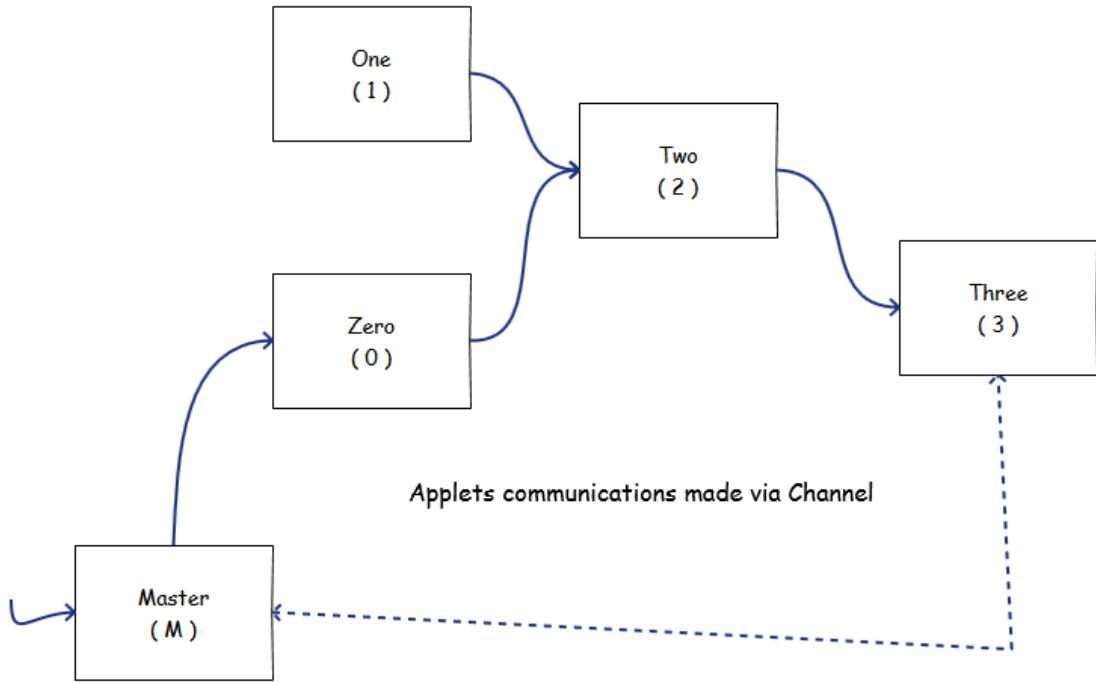 One
( 1 )
Two
( 2 )
Zero
( 0 )
Three
( 3 )
Applets communications made via Channel
Master
( M )